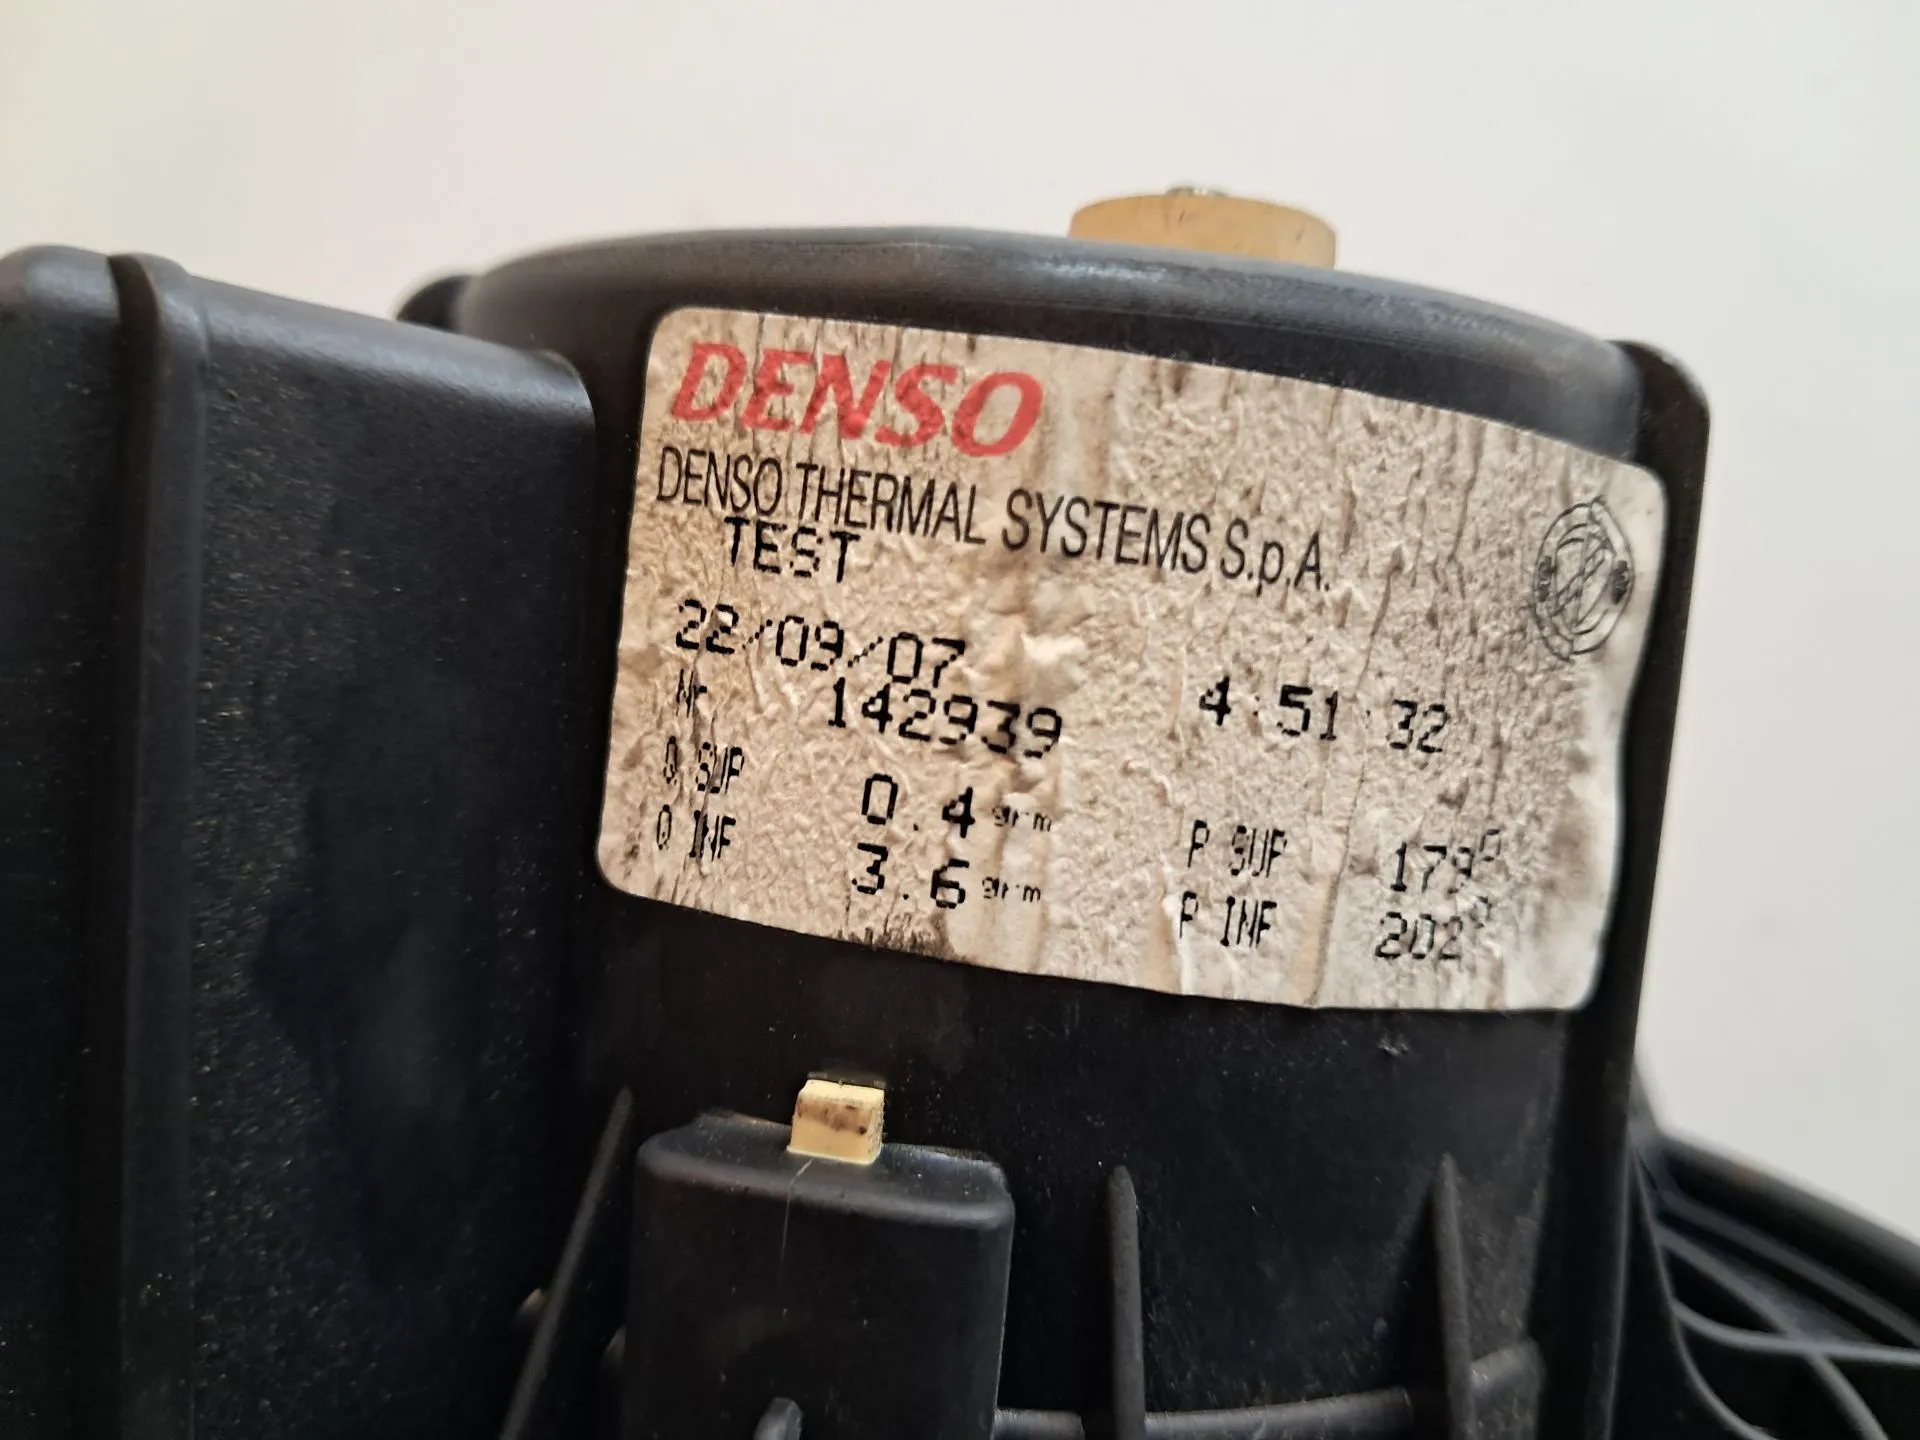 DENSO
DENSO THERMAL SYSTEMS S.p.A.
TEST
22/09/07 4:51:32
Nr 142939
Q SUP 0.4 grm P SUP 179°
Q INF 3.6 grm P INF 202°